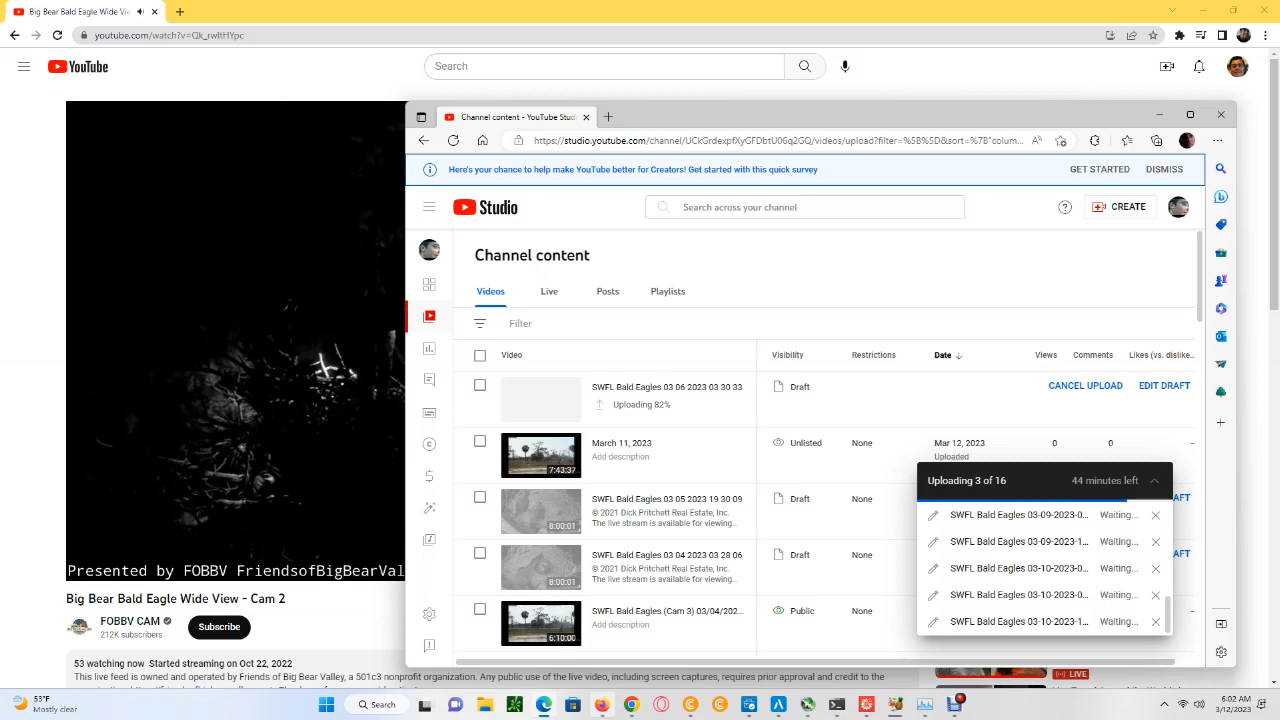 Big Bear Bald Eagle Wide Vie
youtube.com/watch?v=Qk_rwltHYpc
YouTube
Search
Presented by FOBBV FriendsofBigBearVal
Big Bear Bald Eagle Wide View - Cam 2
FOBBV CAM
212K subscribers
Subscribe
53 watching now Started streaming on Oct 22, 2022
This live feed is owned and operated by Friends of Big Bear Valley, a 501c3 nonprofit organization. Any public use of the live video, including screen captures, requires prior approval and credit to the
LIVE
Channel content - YouTube Studi
https://studio.youtube.com/channel/UCkGrdexpfXyGFDbtU06q2GQ/videos/upload?filter=%5B%5D&sort=%7B"colum...
Here's your chance to help make YouTube better for Creators! Get started with this quick survey
GET STARTED
DISMISS
Studio
Search across your channel
CREATE
Channel content
Videos Live Posts Playlists
Filter
Video Visibility Restrictions Date Views Comments Likes (vs. dislike...
SWFL Bald Eagles 03 06 2023 03 30 33
Uploading 82%
Draft
CANCEL UPLOAD
EDIT DRAFT
March 11, 2023
Add description
7:43:37
Unlisted
None
Mar 12, 2023
Uploaded
0
0
–
SWFL Bald Eagles 03 05 2023 19 30 09
© 2021 Dick Pritchett Real Estate, Inc.
The live stream is available for viewing...
8:00:01
Draft
None
AFT
SWFL Bald Eagles 03 04 2023 03 28 06
© 2021 Dick Pritchett Real Estate, Inc.
The live stream is available for viewing...
8:00:01
Draft
None
AFT
SWFL Bald Eagles (Cam 3) 03/04/202...
Add description
6:10:00
Public
None
–
Uploading 3 of 16
44 minutes left
SWFL Bald Eagles 03-09-2023-0... Waiting...
SWFL Bald Eagles 03-09-2023-1... Waiting...
SWFL Bald Eagles 03-10-2023-0... Waiting...
SWFL Bald Eagles 03-10-2023-0... Waiting...
SWFL Bald Eagles 03-10-2023-1... Waiting...
53°F
Mostly clear
Search
6:02 AM
3/12/2023